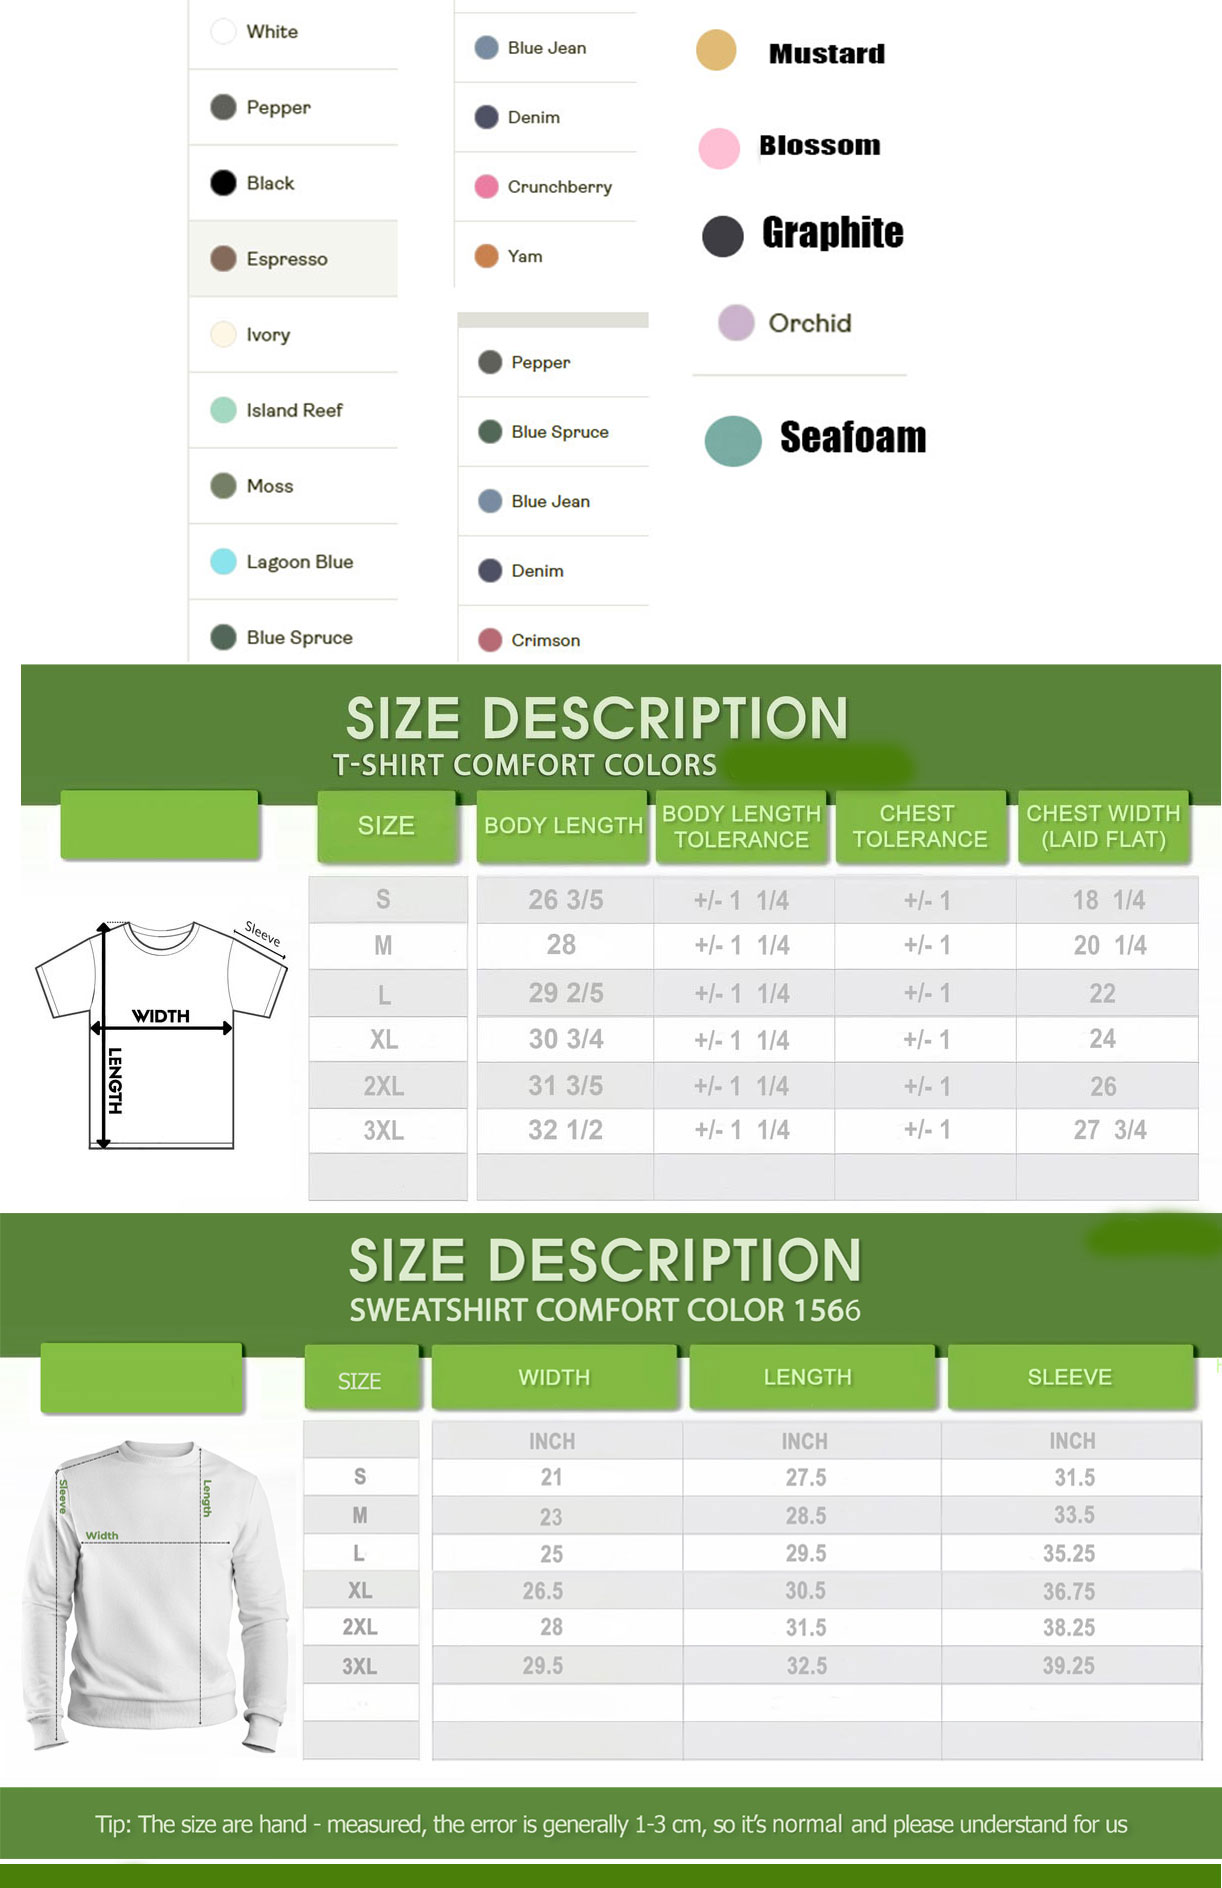 White
Pepper
Black
Espresso
Ivory
Island Reef
Moss
Lagoon Blue
Blue Spruce
Blue Jean
Denim
Crunchberry
Yam
Pepper
Blue Spruce
Blue Jean
Denim
Crimson
Mustard
Blossom
Graphite
Orchid
Seafoam
SIZE DESCRIPTION
T-SHIRT COMFORT COLORS
SIZE BODY LENGTH BODY LENGTH TOLERANCE CHEST TOLERANCE CHEST WIDTH (LAID FLAT)
S 26 3/5 +/- 1 1/4 +/- 1 18 1/4
M 28 +/- 1 1/4 +/- 1 20 1/4
L 29 2/5 +/- 1 1/4 +/- 1 22
XL 30 3/4 +/- 1 1/4 +/- 1 24
2XL 31 3/5 +/- 1 1/4 +/- 1 26
3XL 32 1/2 +/- 1 1/4 +/- 1 27 3/4
Sleeve
WIDTH
LENGTH
SIZE DESCRIPTION
SWEATSHIRT COMFORT COLOR 1566
SIZE WIDTH LENGTH SLEEVE
INCH INCH INCH
S 21 27.5 31.5
M 23 28.5 33.5
L 25 29.5 35.25
XL 26.5 30.5 36.75
2XL 28 31.5 38.25
3XL 29.5 32.5 39.25
Sleeve
Length
Width
Tip: The size are hand - measured, the error is generally 1-3 cm, so it's normal and please understand for us